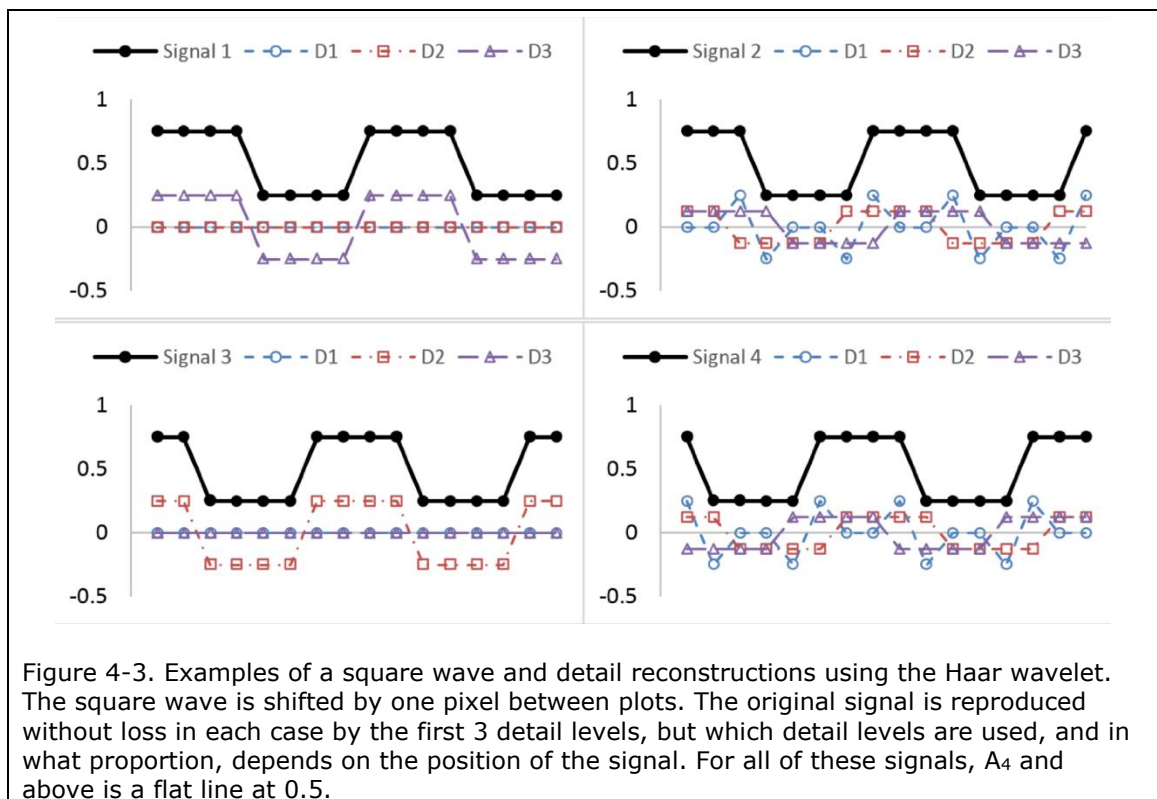 Signal 1 D1 D2 D3
1
0.5
0
-0.5
Signal 2 D1 D2 D3
1
0.5
0
-0.5
Signal 3 D1 D2 D3
1
0.5
0
-0.5
Signal 4 D1 D2 D3
1
0.5
0
-0.5
Figure 4-3. Examples of a square wave and detail reconstructions using the Haar wavelet.
The square wave is shifted by one pixel between plots. The original signal is reproduced
without loss in each case by the first 3 detail levels, but which detail levels are used, and in
what proportion, depends on the position of the signal. For all of these signals, A₄ and
above is a flat line at 0.5.